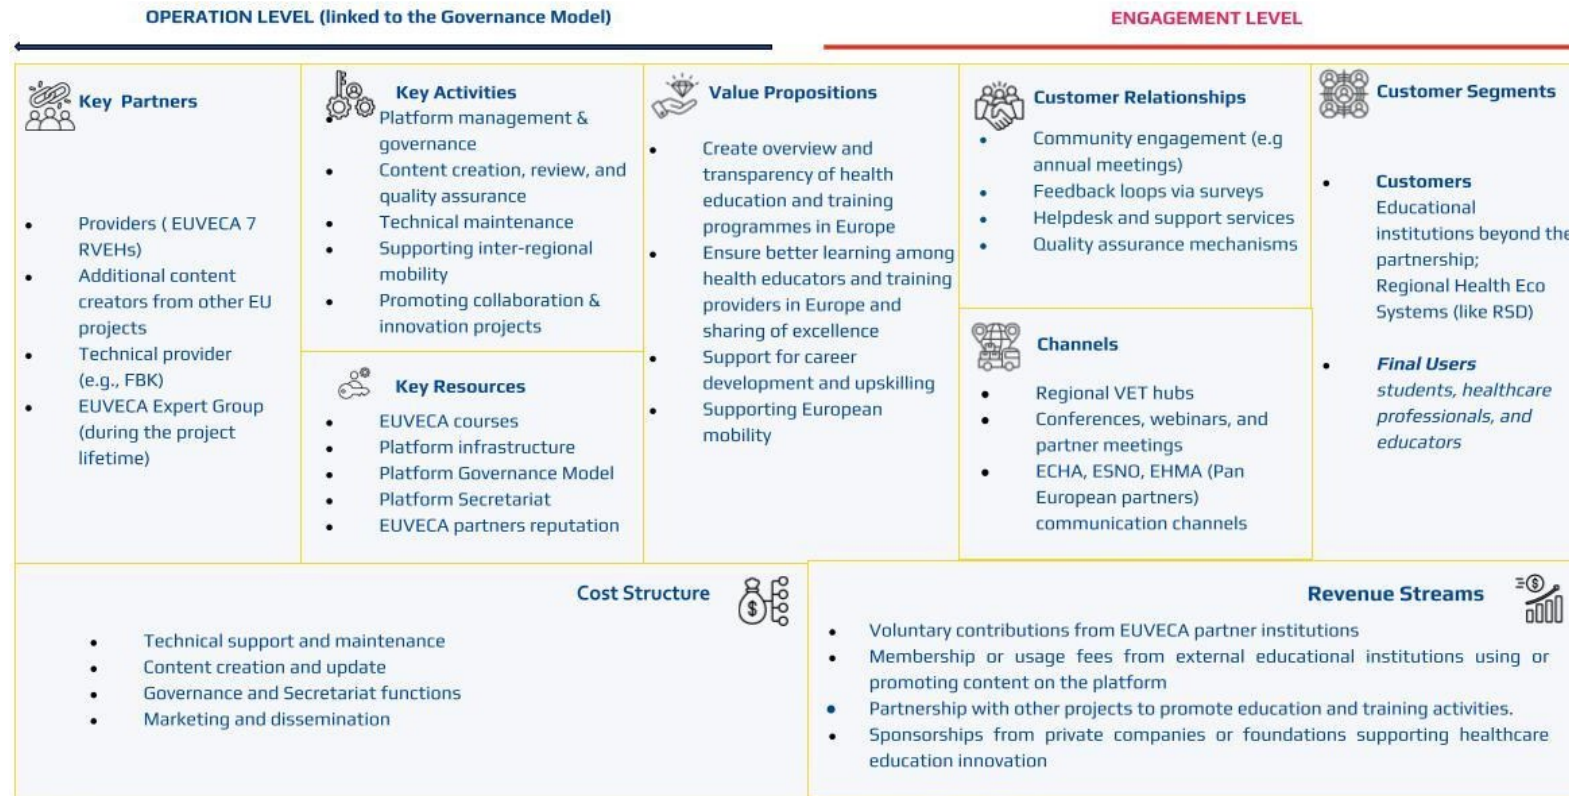 OPERATION LEVEL (linked to the Governance Model)
ENGAGEMENT LEVEL
Key Partners
• Providers ( EUVECA 7
RVEHs)
• Additional content
creators from other EU
projects
• Technical provider
(e.g., FBK)
• EUVECA Expert Group
(during the project
lifetime)
Key Activities
• Platform management &
governance
• Content creation, review, and
quality assurance
• Technical maintenance
• Supporting inter-regional
mobility
• Promoting collaboration &
innovation projects
Key Resources
• EUVECA courses
• Platform infrastructure
• Platform Governance Model
• Platform Secretariat
• EUVECA partners reputation
Value Propositions
• Create overview and
transparency of health
education and training
programmes in Europe
• Ensure better learning among
health educators and training
providers in Europe and
sharing of excellence
• Support for career
development and upskilling
• Supporting European
mobility
Customer Relationships
• Community engagement (e.g
annual meetings)
• Feedback loops via surveys
• Helpdesk and support services
• Quality assurance mechanisms
Channels
• Regional VET hubs
• Conferences, webinars, and
partner meetings
• ECHA, ESNO, EHMA (Pan
European partners)
communication channels
Customer Segments
• Customers
Educational
institutions beyond the
partnership;
Regional Health Eco
Systems (like RSD)
• Final Users
students, healthcare
professionals, and
educators
Cost Structure
• Technical support and maintenance
• Content creation and update
• Governance and Secretariat functions
• Marketing and dissemination
Revenue Streams
• Voluntary contributions from EUVECA partner institutions
• Membership or usage fees from external educational institutions using or
promoting content on the platform
• Partnership with other projects to promote education and training activities.
• Sponsorships from private companies or foundations supporting healthcare
education innovation